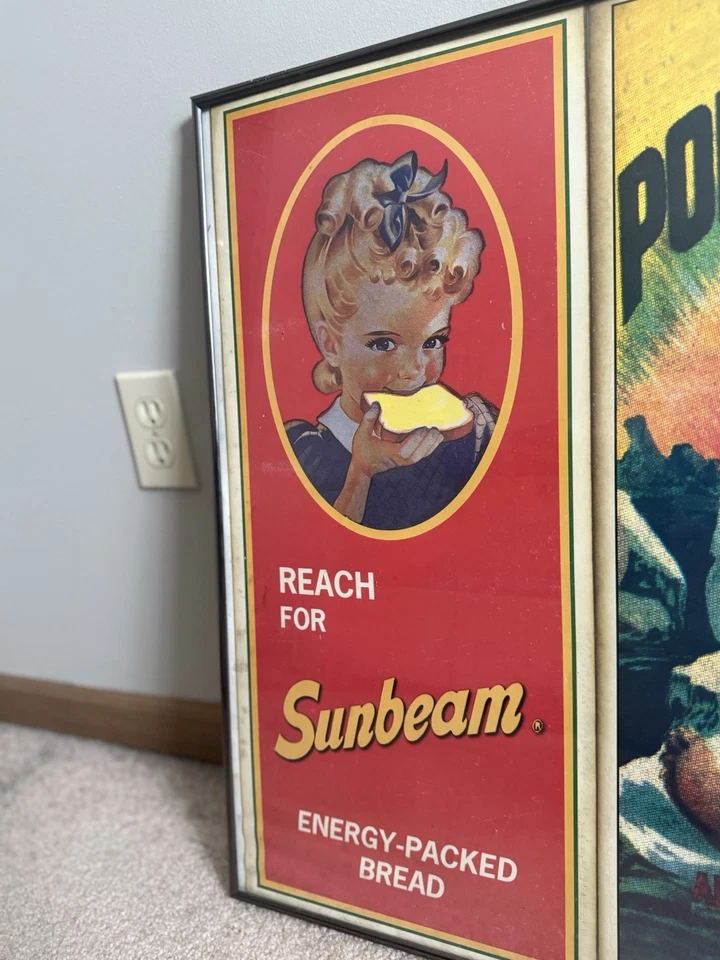 REACH
FOR
Sunbeam®
ENERGY-PACKED
BREAD